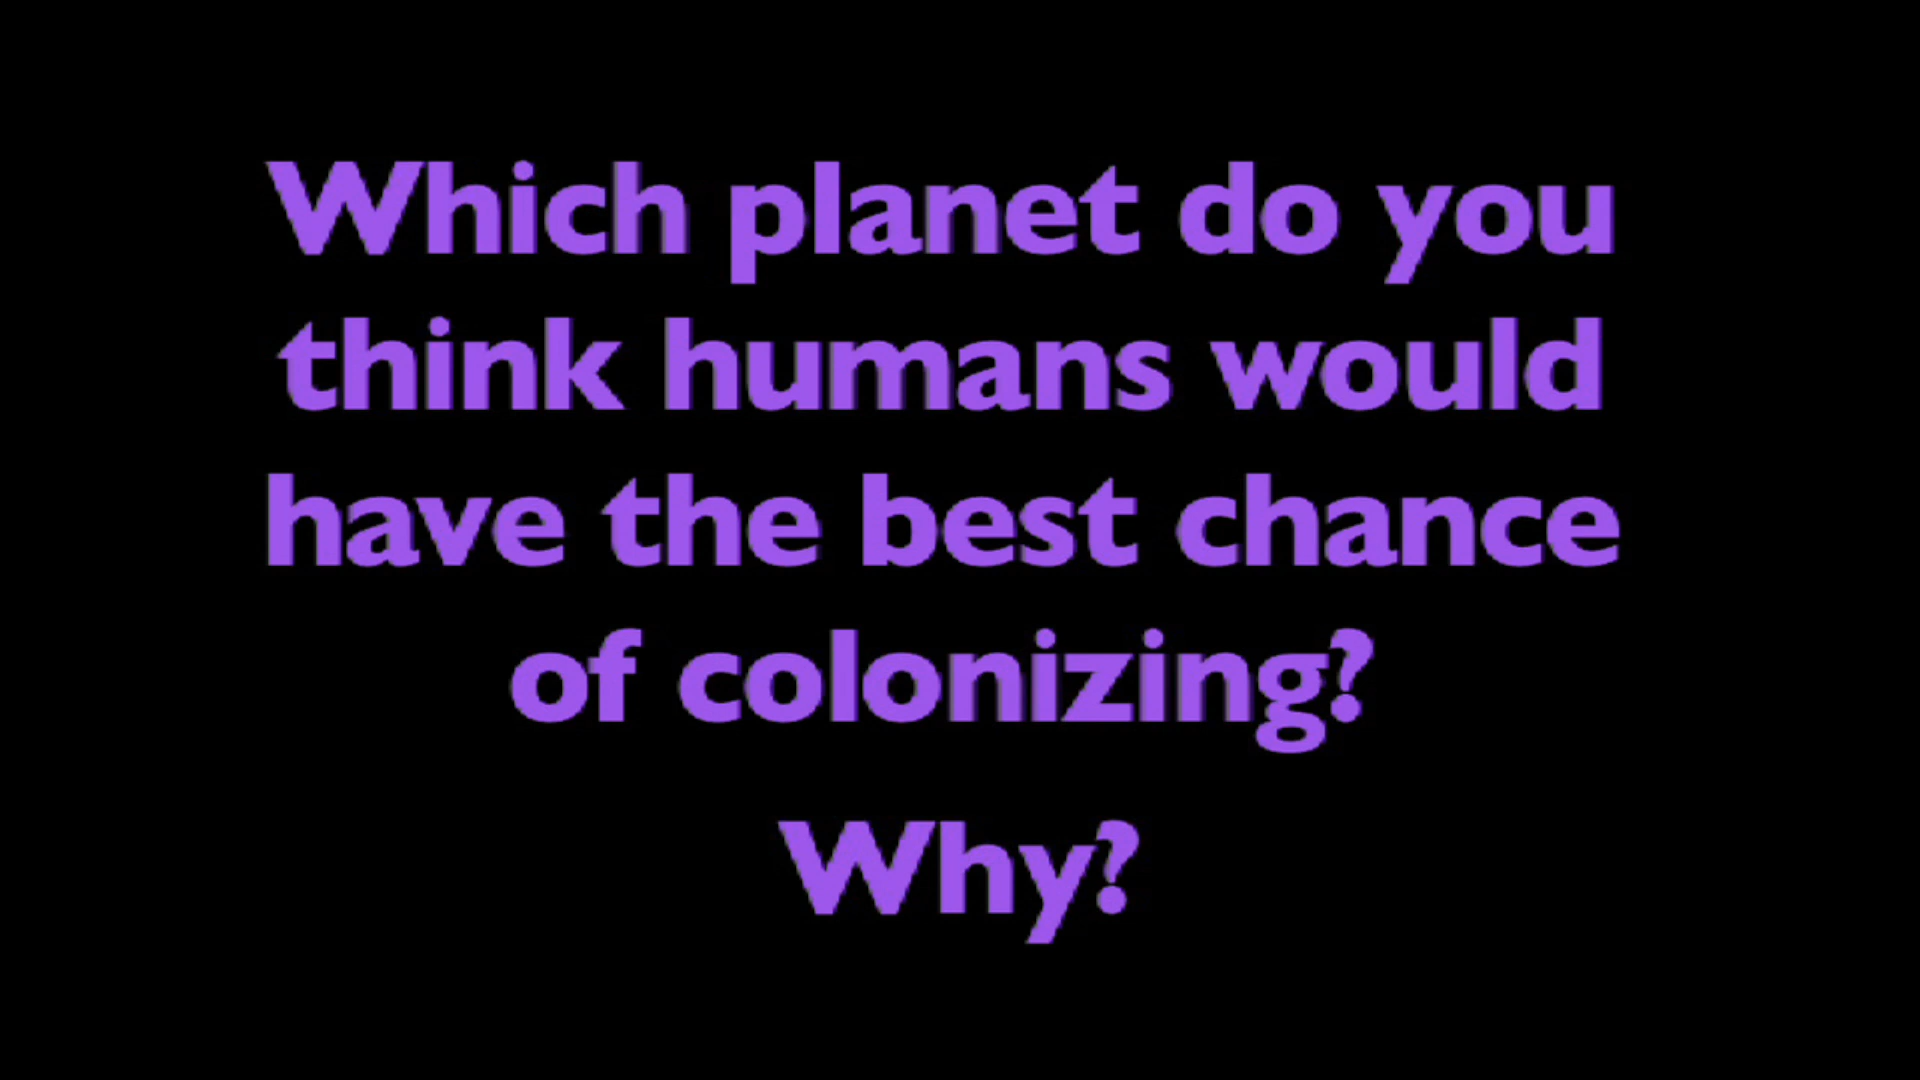 Which planet do you
think humans would
have the best chance
of colonizing?
Why?